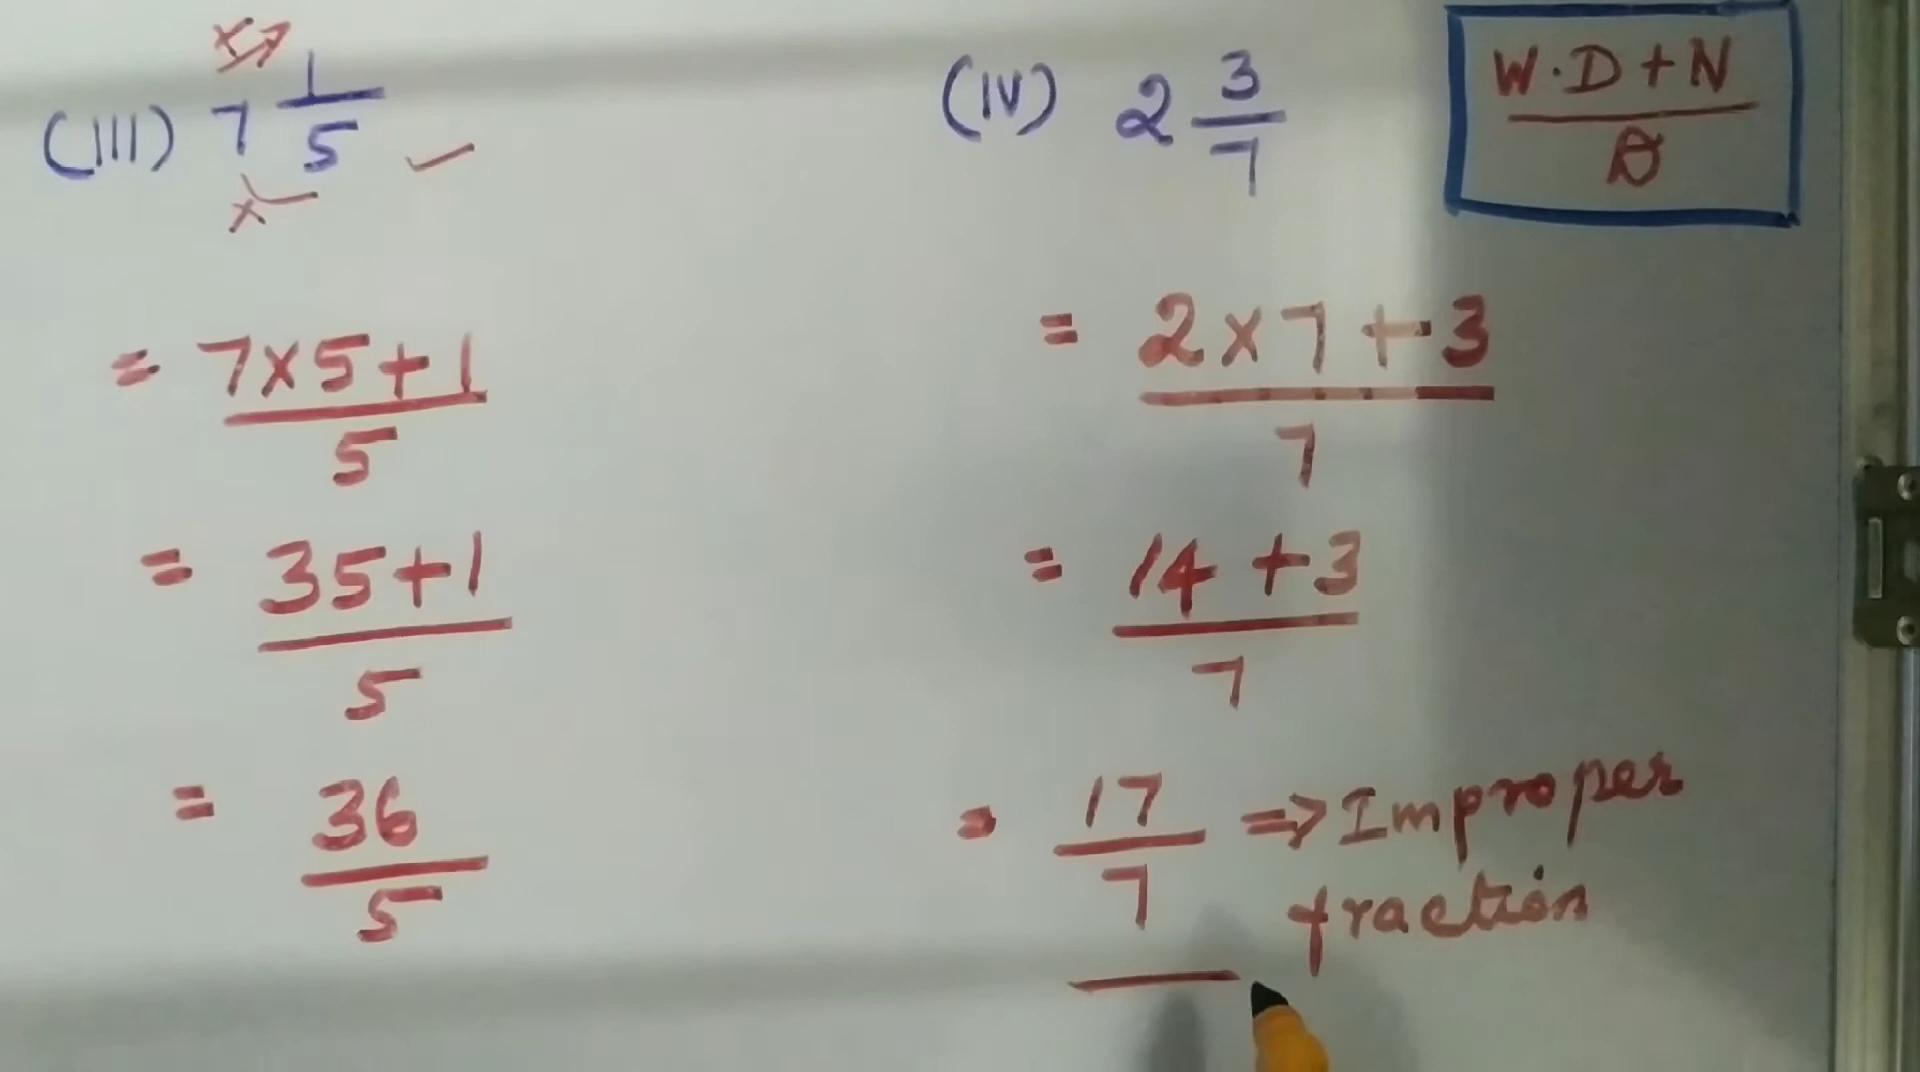 (III) 7 1/5 ✓
= 7×5+1 / 5
= 35+1 / 5
= 36 / 5
(IV) 2 3/7
= 2×7+3 / 7
= 14+3 / 7
= 17 / 7 => Improper
fraction
W·D+N / D